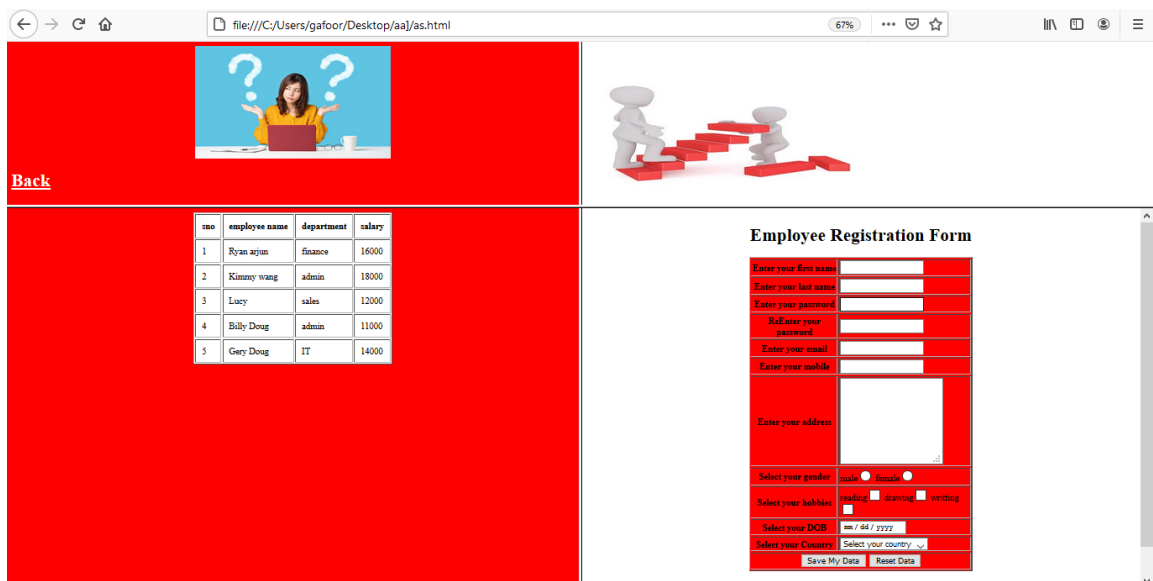 file:///C:/Users/gafoor/Desktop/aa]/as.html
67%
Back
sno employee name department salary
1 Ryan arjun finance 16000
2 Kimmy wang admin 18000
3 Lucy sales 12000
4 Billy Doug admin 11000
5 Gery Doug IT 14000
Employee Registration Form
Enter your first name
Enter your last name
Enter your password
ReEnter your
password
Enter your email
Enter your mobile
Enter your address
Select your gender male female
Select your hobbies reading drawing writting
Select your DOB mm / dd / yyyy
Select your Country Select your country
Save My Data Reset Data